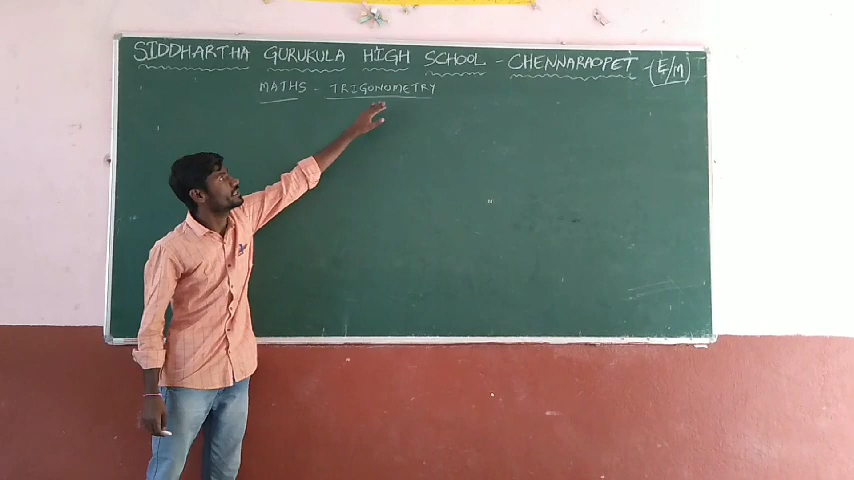 SIDDHARTHA GURUKULA HIGH SCHOOL - CHENNARAOPET - (E/M)
MATHS - TRIGONOMETRY